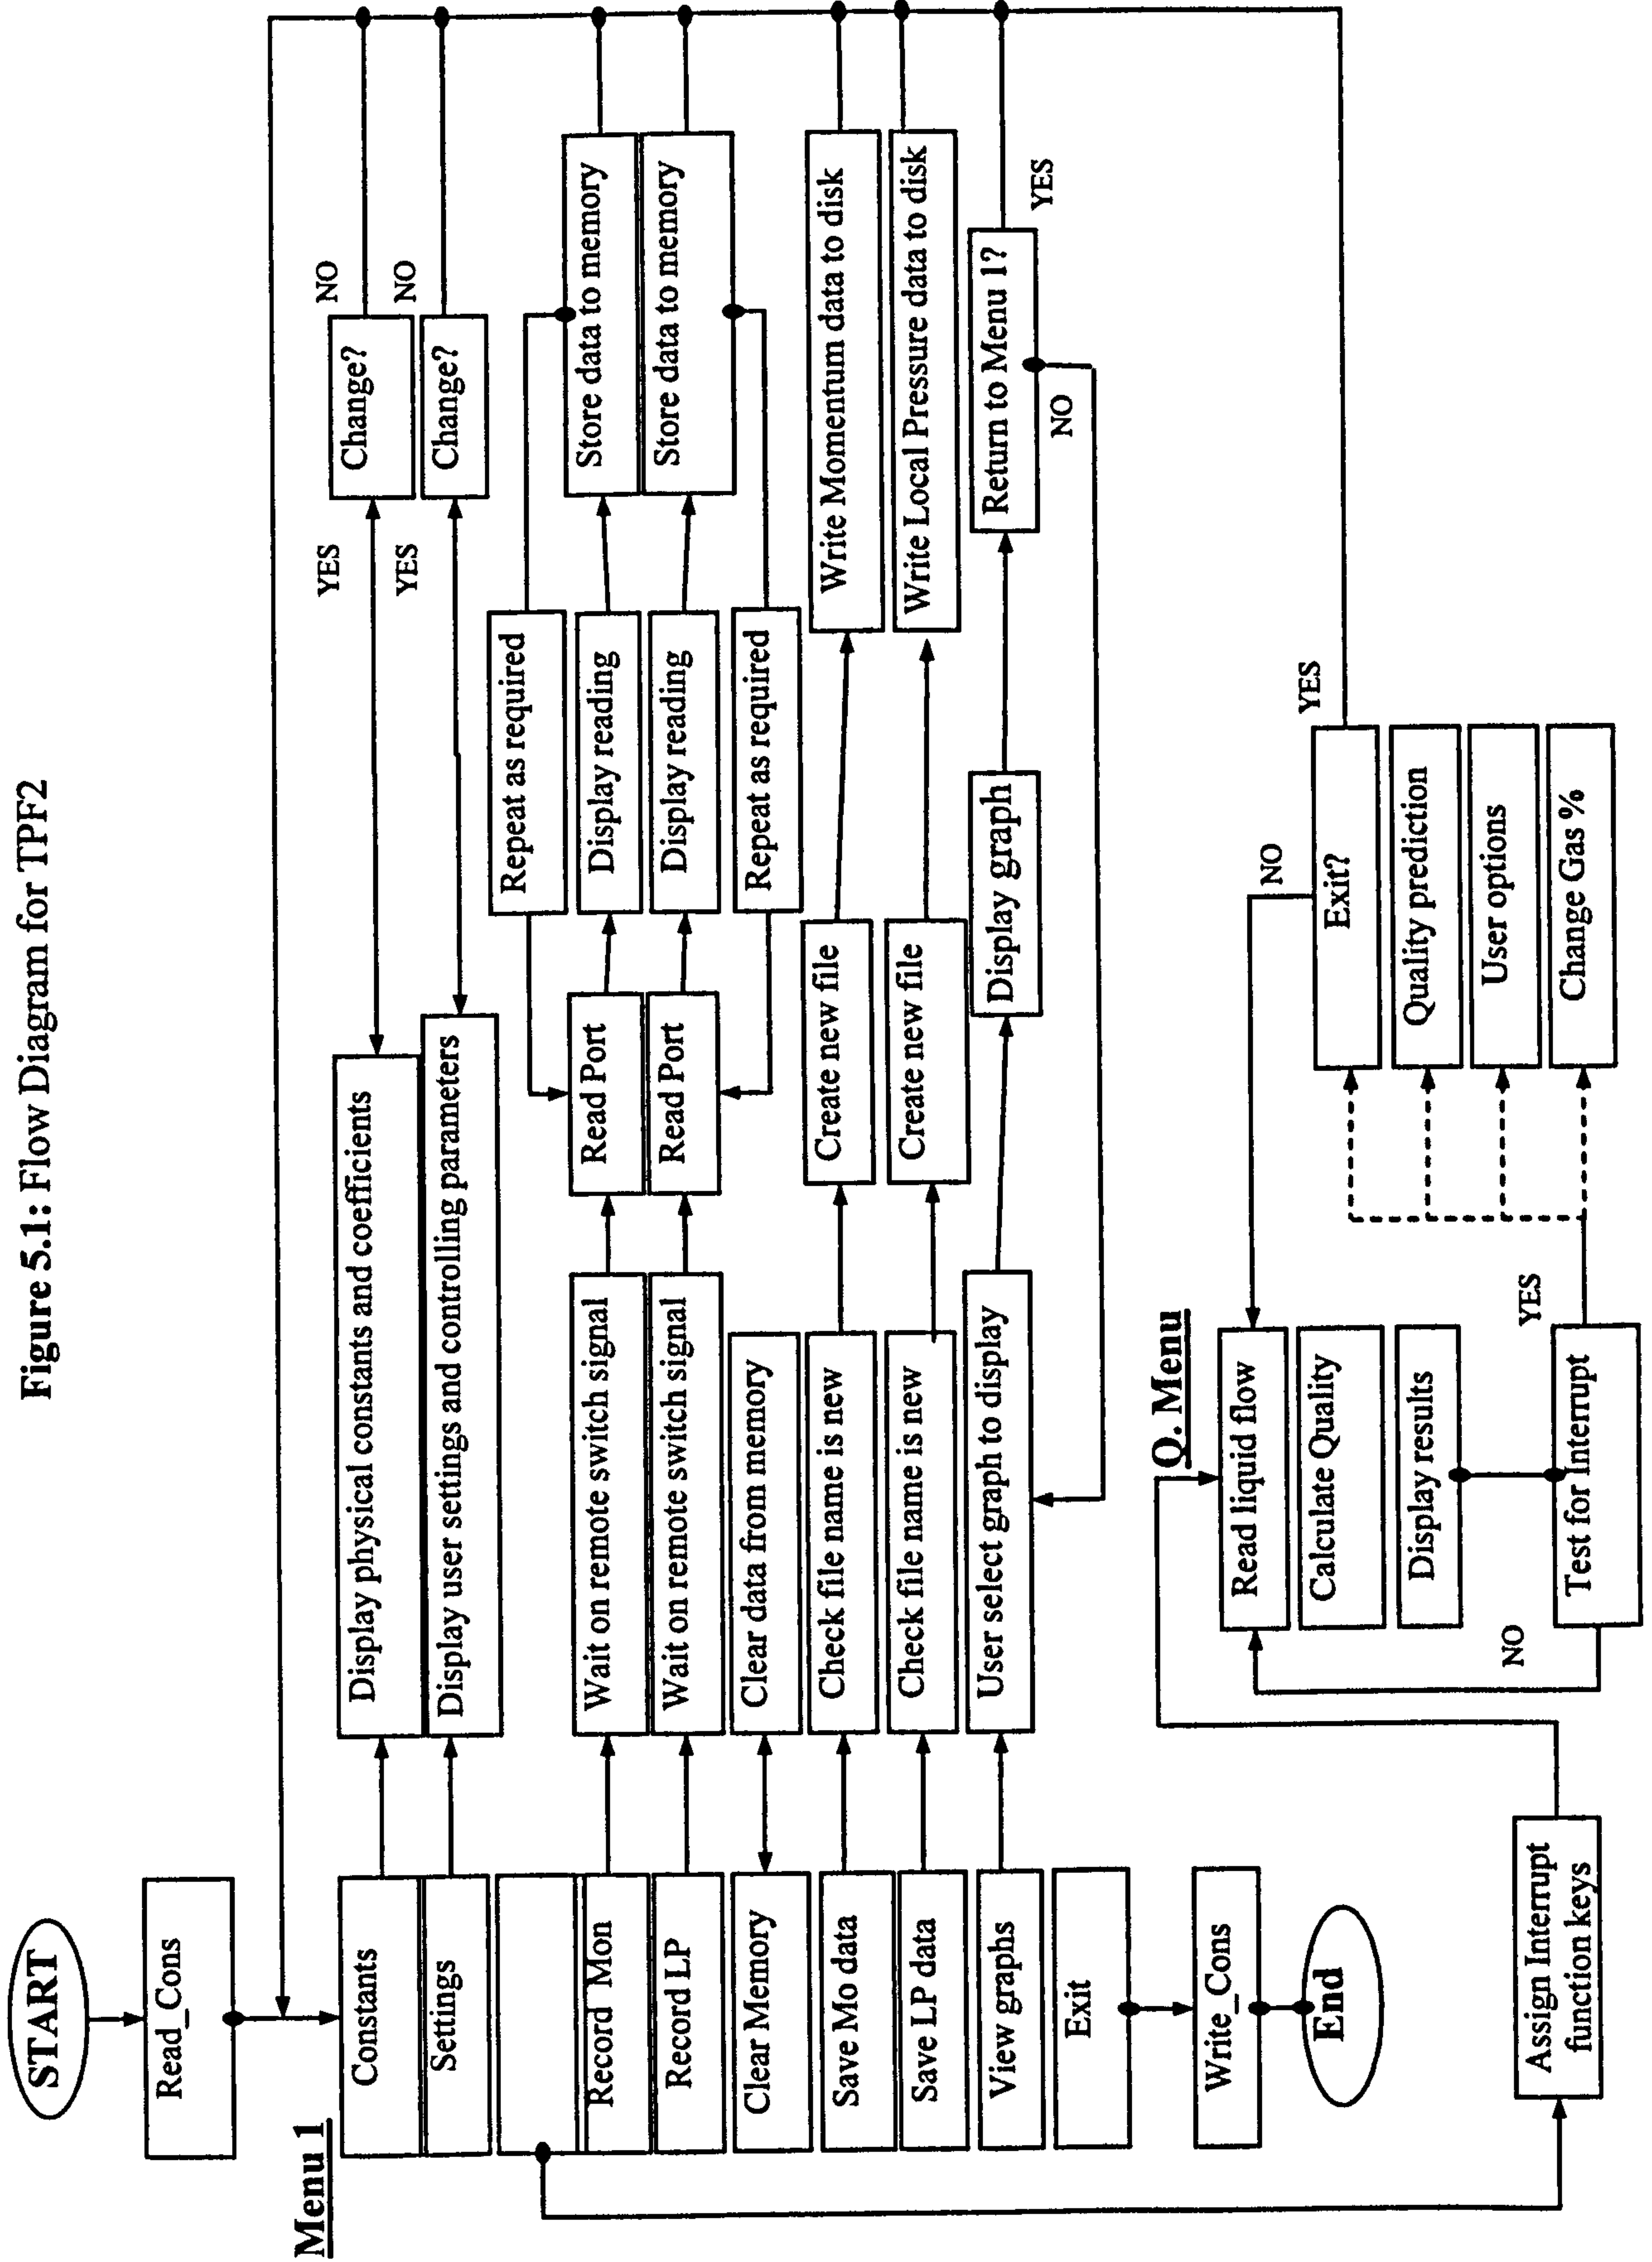 Figure 5.1: Flow Diagram for TPF2
START
Read_Cons
Menu 1
Constants
Display physical constants and coefficients
YES
Change?
NO
Settings
Display user settings and controlling parameters
YES
Change?
NO
Repeat as required
Record Mon
Wait on remote switch signal
Read Port
Display reading
Store data to memory
Record LP
Wait on remote switch signal
Read Port
Display reading
Store data to memory
Repeat as required
Clear Memory
Clear data from memory
Save Mo data
Check file name is new
Create new file
Write Momentum data to disk
Save LP data
Check file name is new
Create new file
Write Local Pressure data to disk
View graphs
User select graph to display
Display graph
Return to Menu 1?
YES
NO
Exit
Write_Cons
End
Assign Interrupt
function keys
Q. Menu
Read liquid flow
Calculate Quality
Display results
Test for Interrupt
NO
YES
NO
Exit?
YES
Quality prediction
User options
Change Gas %